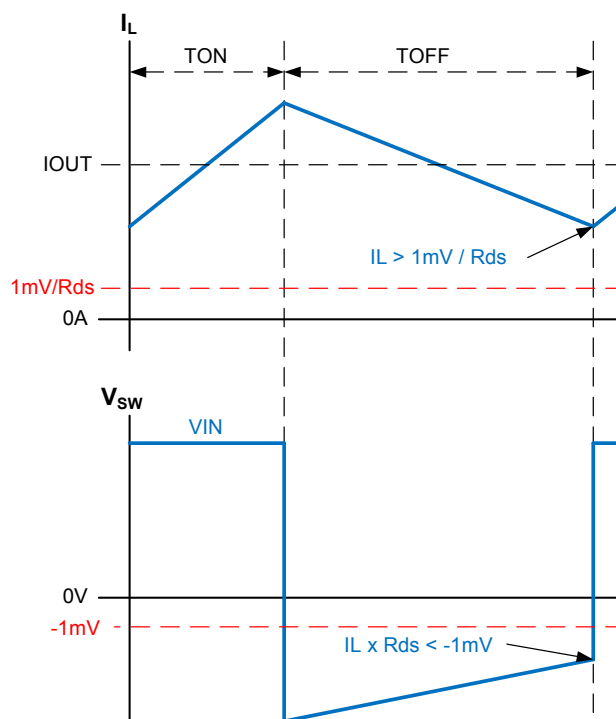 IL
TON
TOFF
IOUT
IL > 1mV / Rds
1mV/Rds
0A
VSW
VIN
0V
-1mV
IL x Rds < -1mV